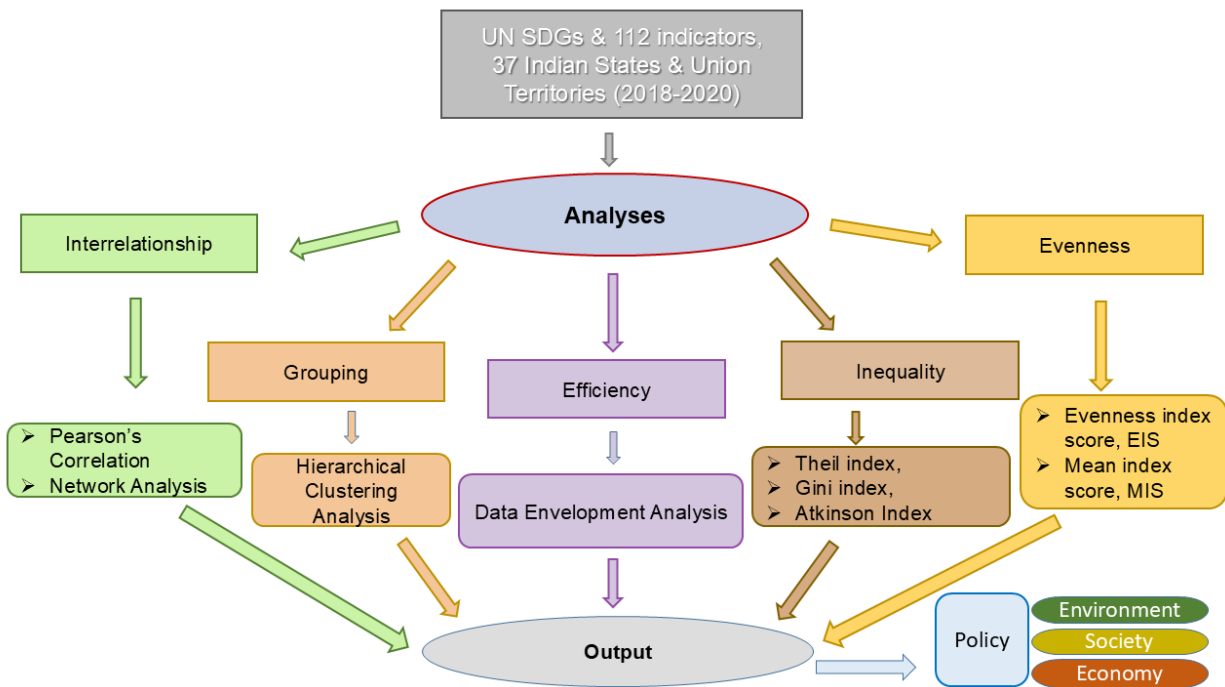 UN SDGs & 112 indicators,
37 Indian States & Union
Territories (2018-2020)
Analyses
Interrelationship
Evenness
Grouping
Efficiency
Inequality
➢ Pearson's
Correlation
➢ Network Analysis
Hierarchical
Clustering
Analysis
Data Envelopment Analysis
➢ Theil index,
➢ Gini index,
➢ Atkinson Index
➢ Evenness index
score, EIS
➢ Mean index
score, MIS
Output
Policy
Environment
Society
Economy